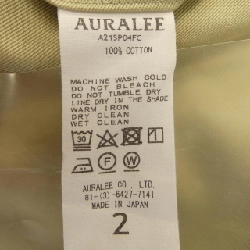 AURALEE
A21SP04FC
100% COTTON
MACHINE WASH COLD
DO NOT BLEACH
DO NOT TUMBLE DRY
LINE DRY IN THE SHADE
WARM IRON
DRY CLEAN
WET CLEAN
30
P W
AURALEE CO., LTD.
81-(3)-6427-7141
MADE IN JAPAN
2